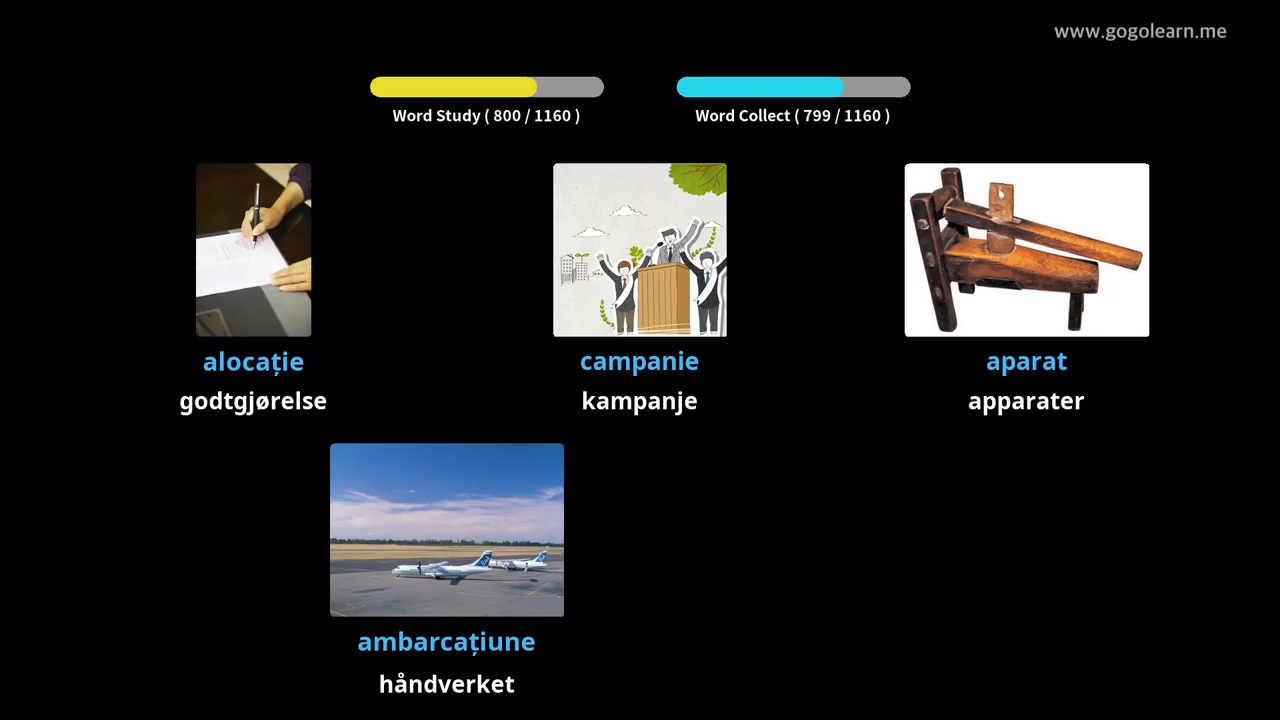 www.gogolearn.me
Word Study ( 800 / 1160 )
Word Collect ( 799 / 1160 )
alocație
godtgjørelse
campanie
kampanje
aparat
apparater
ambarcațiune
håndverket